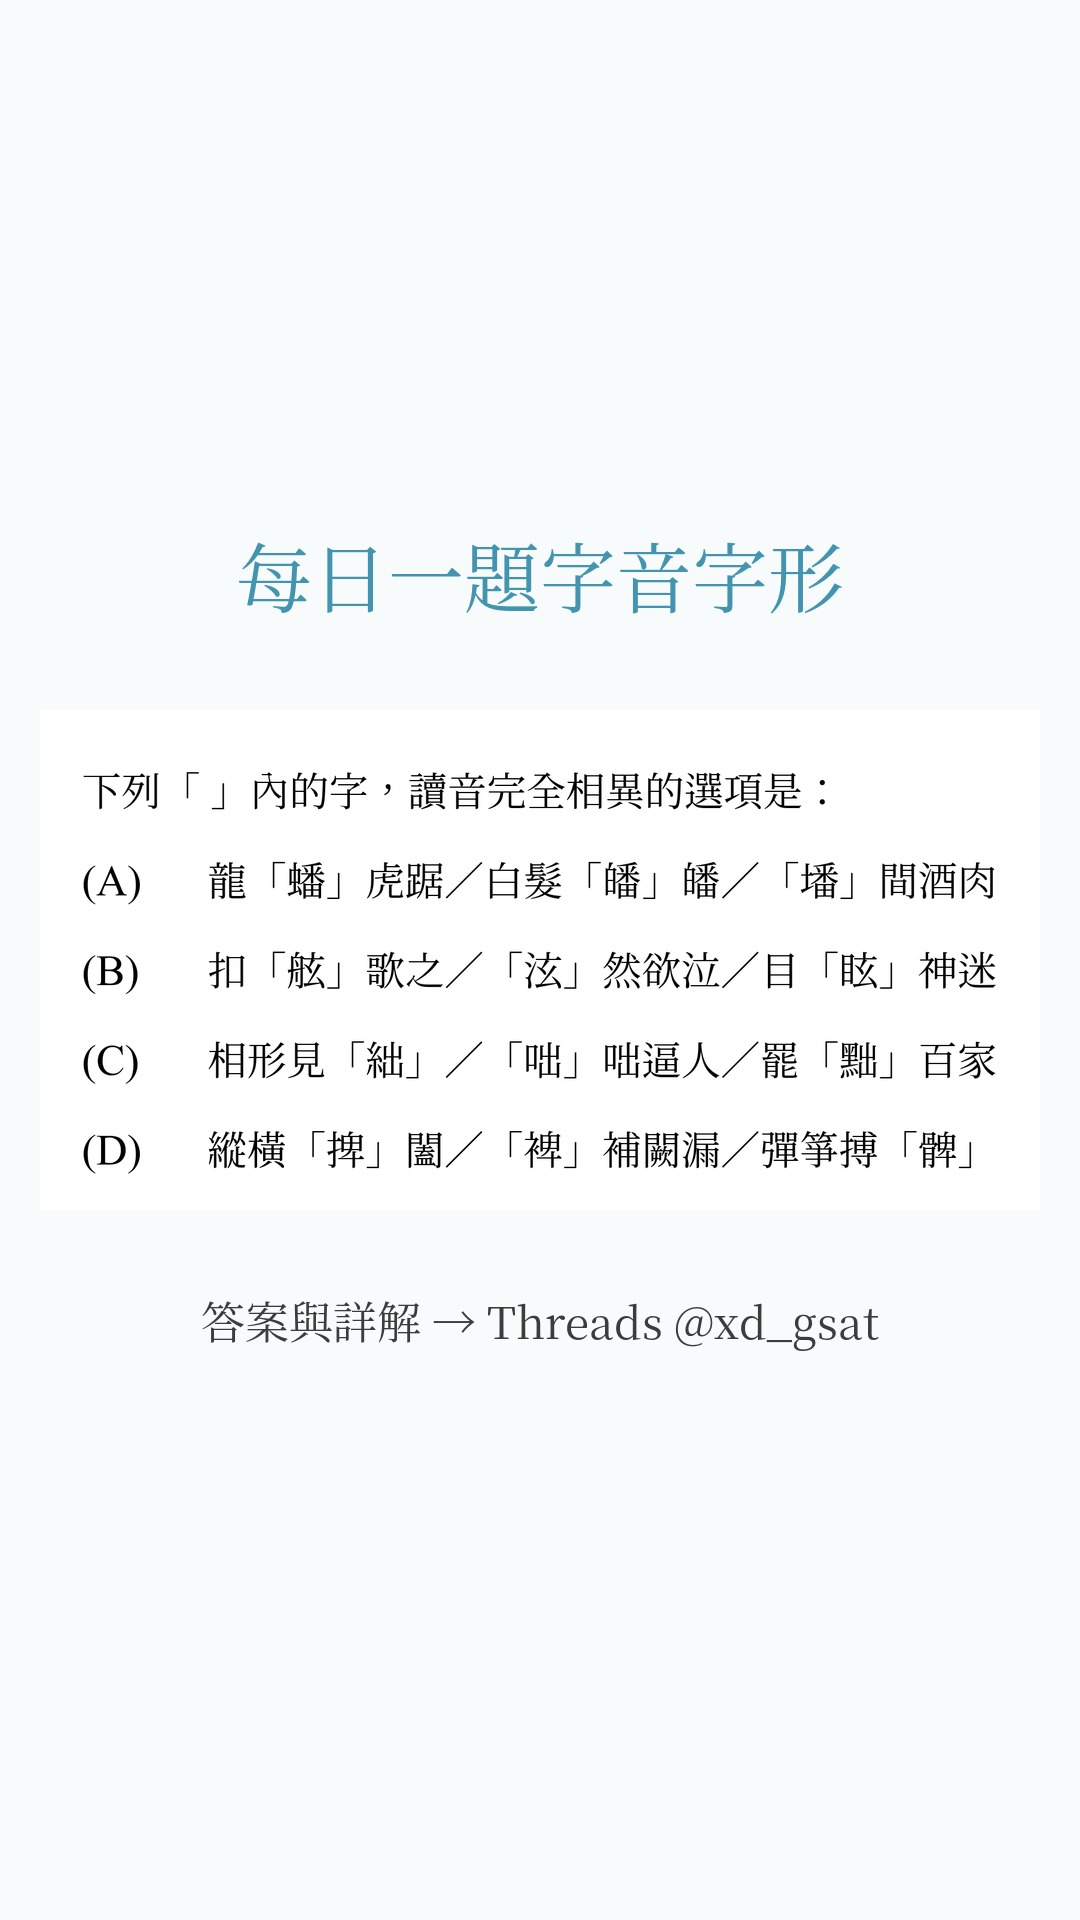 每日一題字音字形
下列「 」內的字，讀音完全相異的選項是：
(A) 龍「蟠」虎踞／白髮「皤」皤／「墦」間酒肉
(B) 扣「舷」歌之／「泫」然欲泣／目「眩」神迷
(C) 相形見「絀」／「咄」咄逼人／罷「黜」百家
(D) 縱橫「捭」闔／「裨」補闕漏／彈箏搏「髀」
答案與詳解 → Threads @xd_gsat